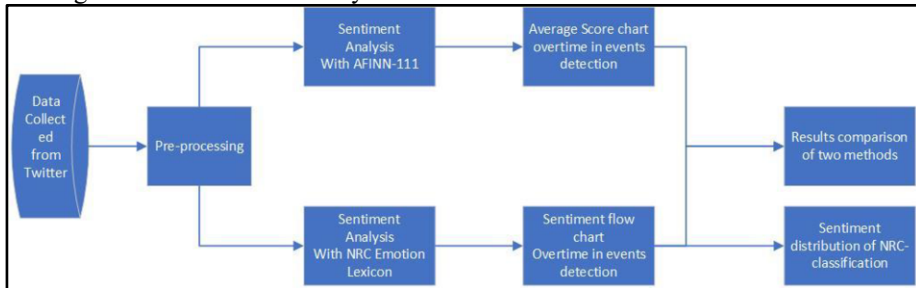 Data
Collect
ed
from
Twitter
Pre-processing
Sentiment
Analysis
With AFINN-111
Average Score chart
overtime in events
detection
Sentiment
Analysis
With NRC Emotion
Lexicon
Sentiment flow
chart
Overtime in events
detection
Results comparison
of two methods
Sentiment
distribution of NRC-
classification